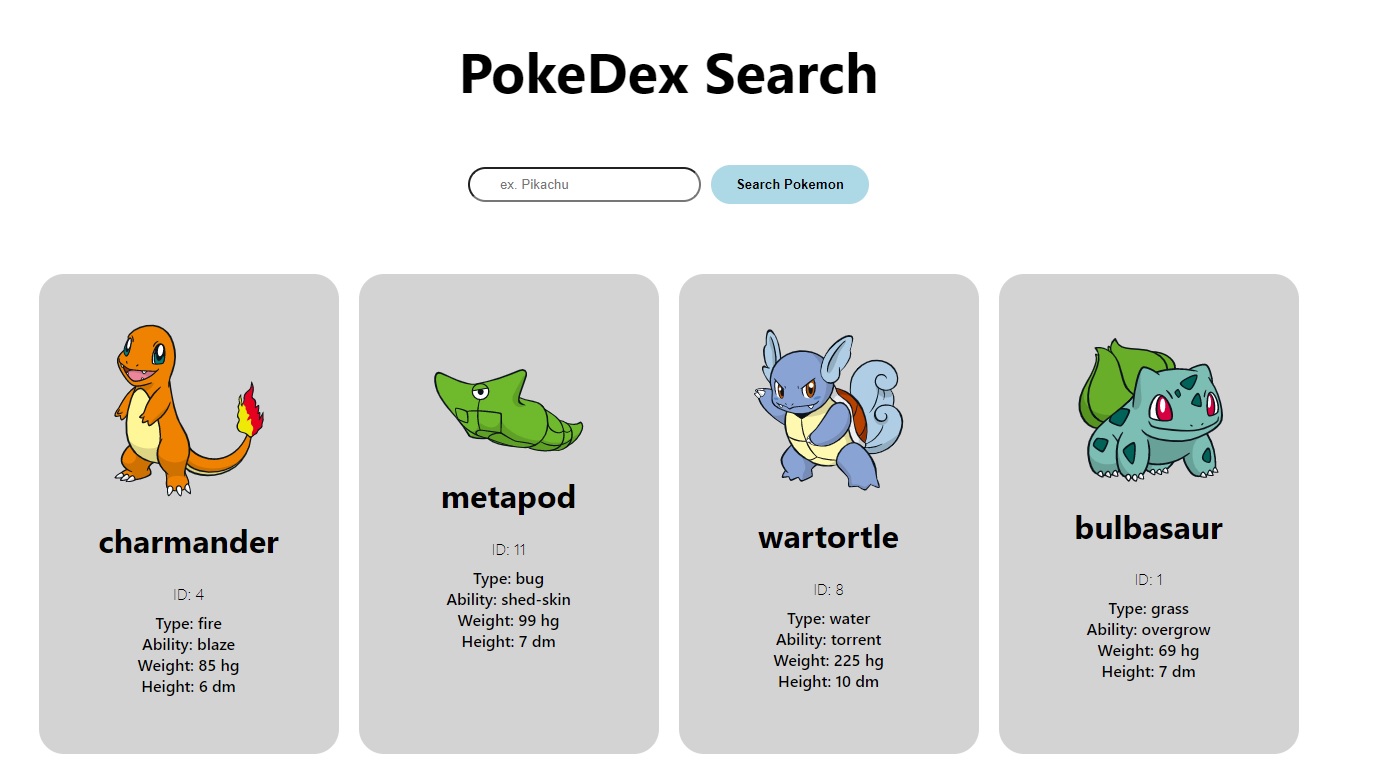 PokeDex Search
ex. Pikachu
Search Pokemon
charmander
ID: 4
Type: fire
Ability: blaze
Weight: 85 hg
Height: 6 dm
metapod
ID: 11
Type: bug
Ability: shed-skin
Weight: 99 hg
Height: 7 dm
wartortle
ID: 8
Type: water
Ability: torrent
Weight: 225 hg
Height: 10 dm
bulbasaur
ID: 1
Type: grass
Ability: overgrow
Weight: 69 hg
Height: 7 dm